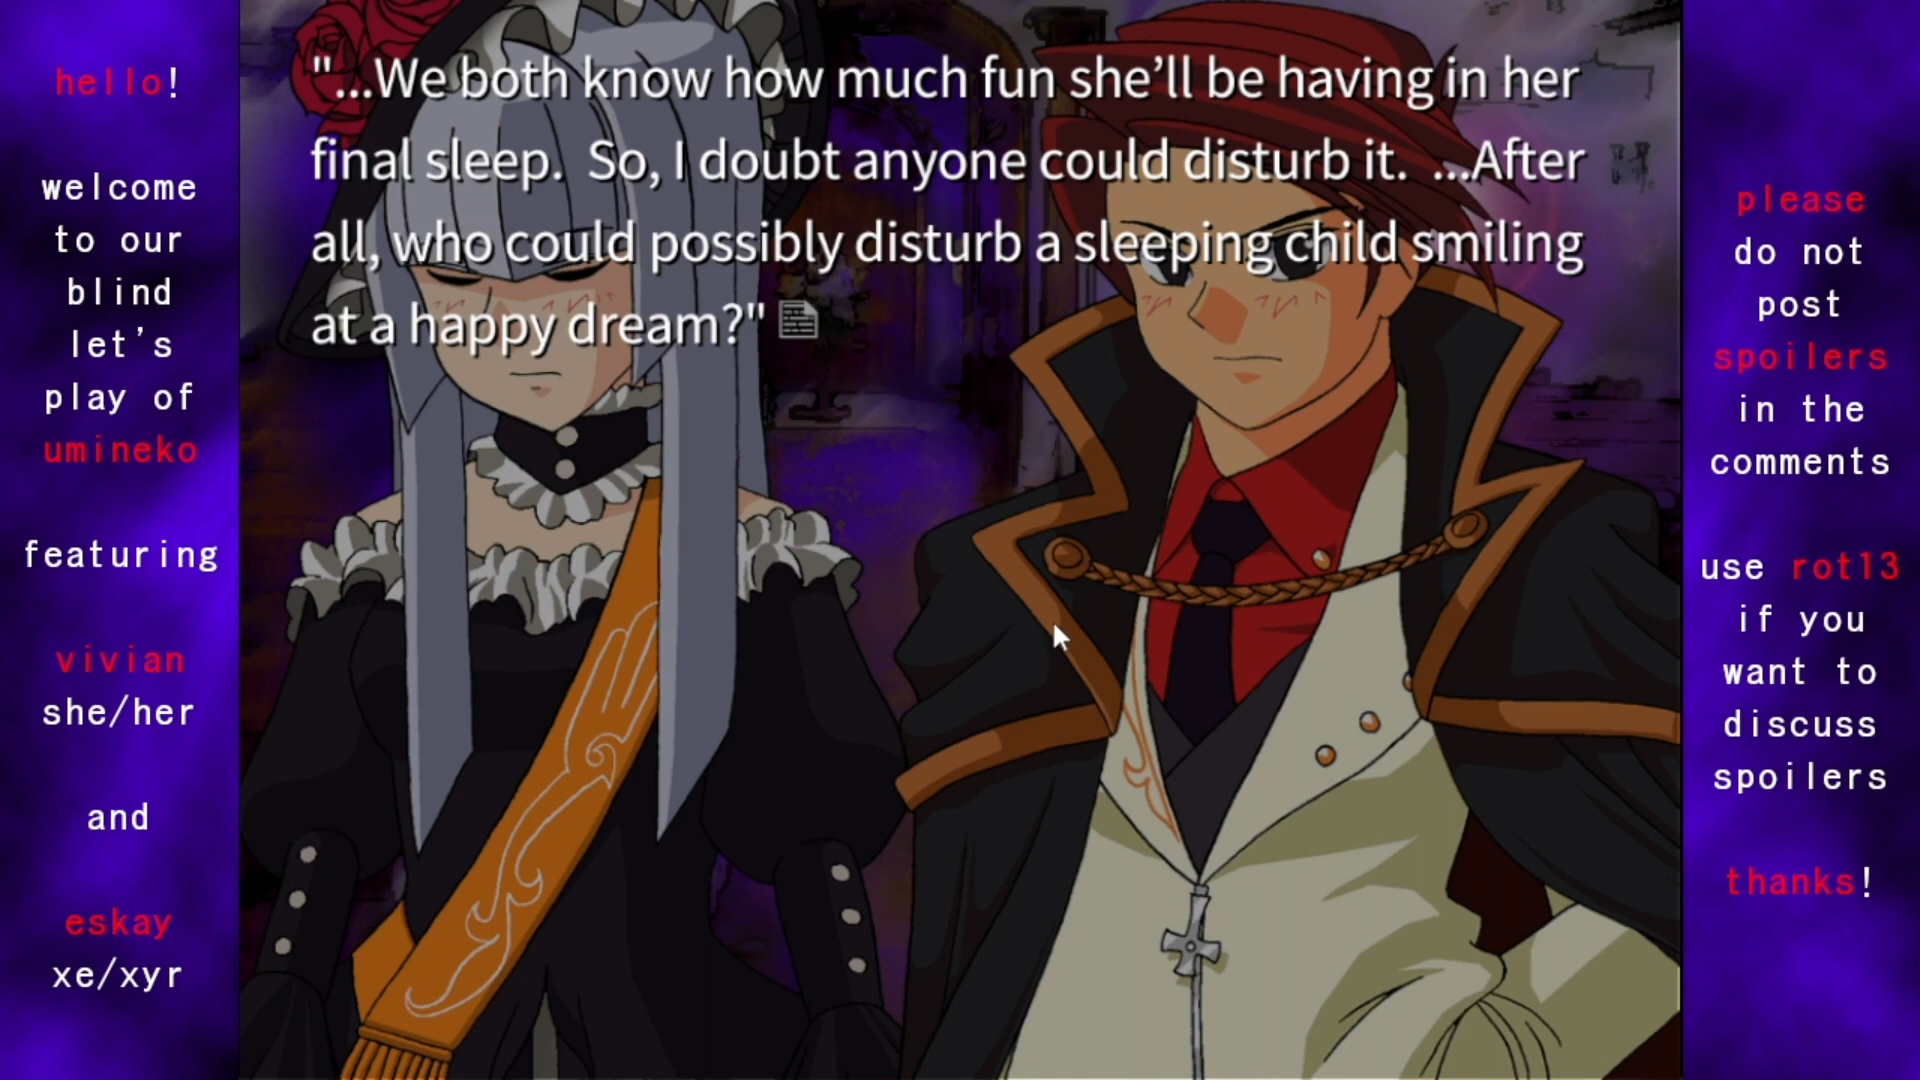 hello!
welcome
to our
blind
let's
play of
umineko
featuring
vivian
she/her
and
eskay
xe/xyr
"...We both know how much fun she’ll be having in her
final sleep.  So, I doubt anyone could disturb it.  ...After
all, who could possibly disturb a sleeping child smiling
at a happy dream?"
please
do not
post
spoilers
in the
comments
use rot13
if you
want to
discuss
spoilers
thanks!